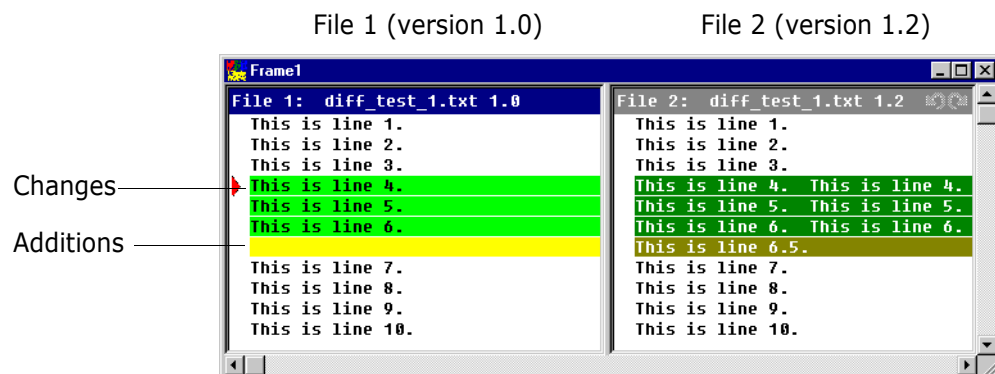 File 1 (version 1.0)
File 2 (version 1.2)
Frame1
File 1:  diff_test_1.txt 1.0
This is line 1.
This is line 2.
This is line 3.
Changes
This is line 4.
This is line 5.
This is line 6.
Additions
This is line 7.
This is line 8.
This is line 9.
This is line 10.
File 2:  diff_test_1.txt 1.2
This is line 1.
This is line 2.
This is line 3.
This is line 4.  This is line 4.
This is line 5.  This is line 5.
This is line 6.  This is line 6.
This is line 6.5.
This is line 7.
This is line 8.
This is line 9.
This is line 10.